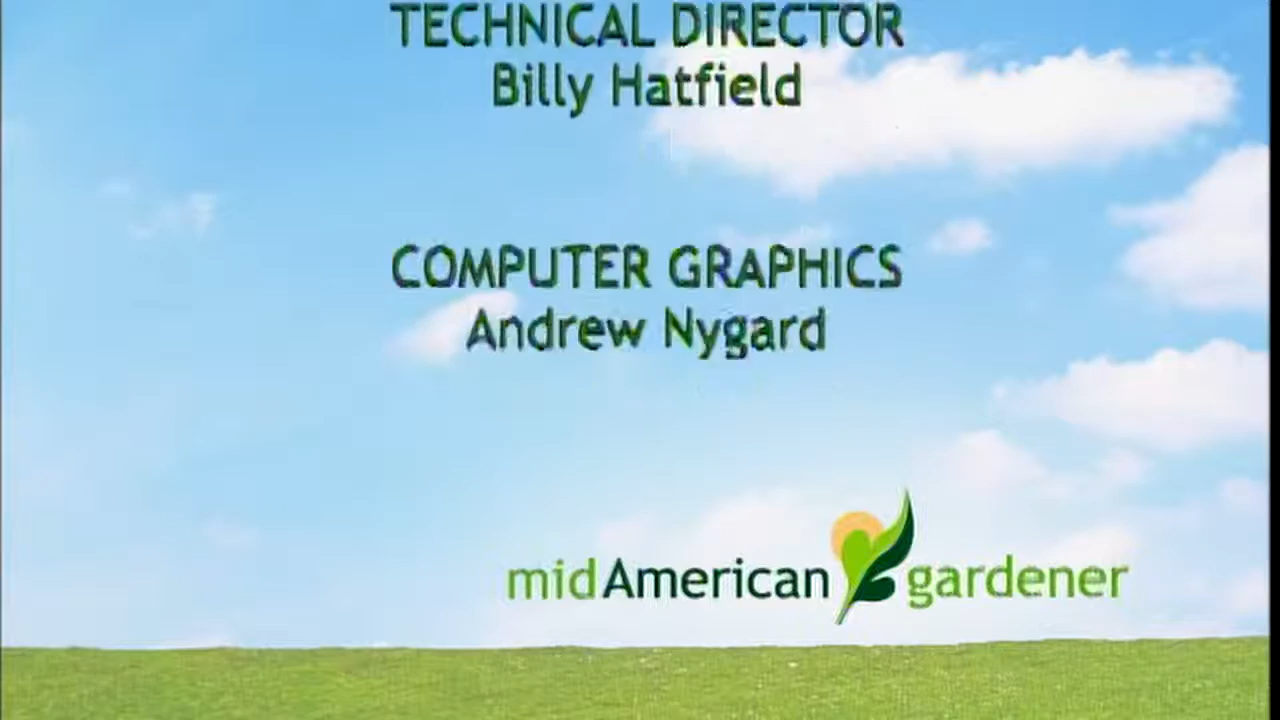 TECHNICAL DIRECTOR
Billy Hatfield
COMPUTER GRAPHICS
Andrew Nygard
midAmerican gardener